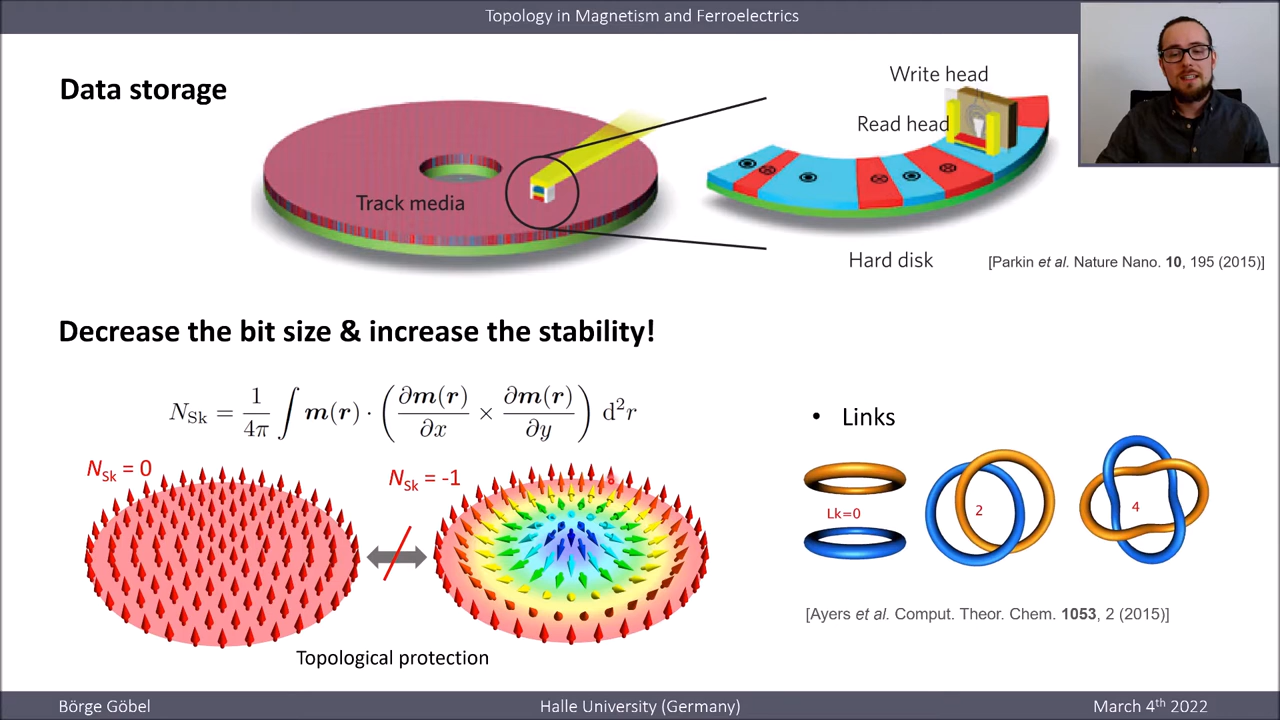 Topology in Magnetism and Ferroelectrics
Data storage
Write head
Read head
Track media
Hard disk
[Parkin et al. Nature Nano. 10, 195 (2015)]
Decrease the bit size & increase the stability!
N_Sk = 1/4π ∫ m(r) · (∂m(r)/∂x × ∂m(r)/∂y) d²r
• Links
N_Sk = 0
N_Sk = -1
Lk=0
2
4
[Ayers et al. Comput. Theor. Chem. 1053, 2 (2015)]
Topological protection
Börge Göbel
Halle University (Germany)
March 4th 2022